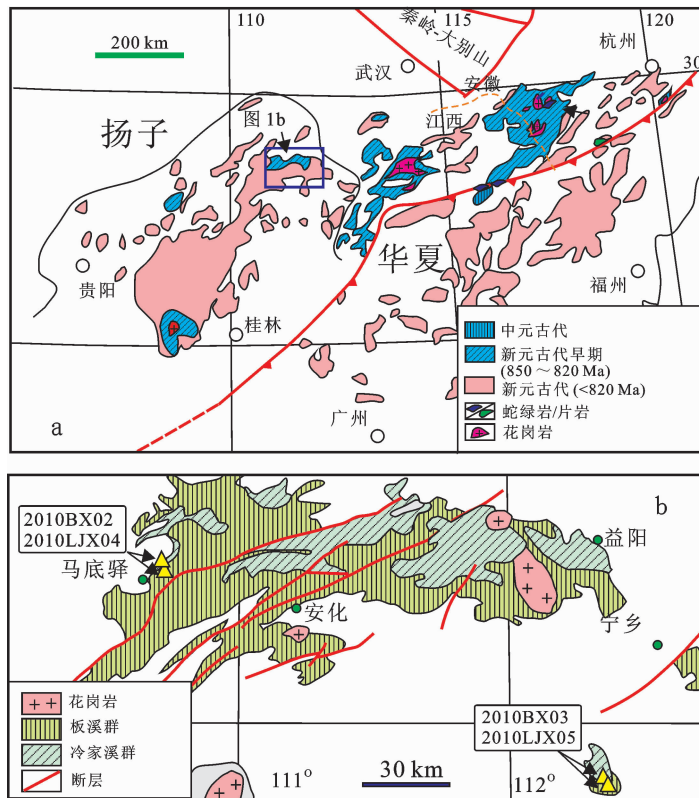 110
115
120
200 km
秦岭-大别山
杭州
武汉
安徽
30
江西
扬子
图 1b
华夏
贵阳
福州
桂林
中元古代
新元古代早期
(850～820 Ma)
新元古代(<820 Ma)
蛇绿岩/片岩
花岗岩
广州
a
b
2010BX02
2010LJX04
益阳
马底驿
安化
宁乡
花岗岩
板溪群
冷家溪群
断层
2010BX03
2010LJX05
111°
30 km
112°